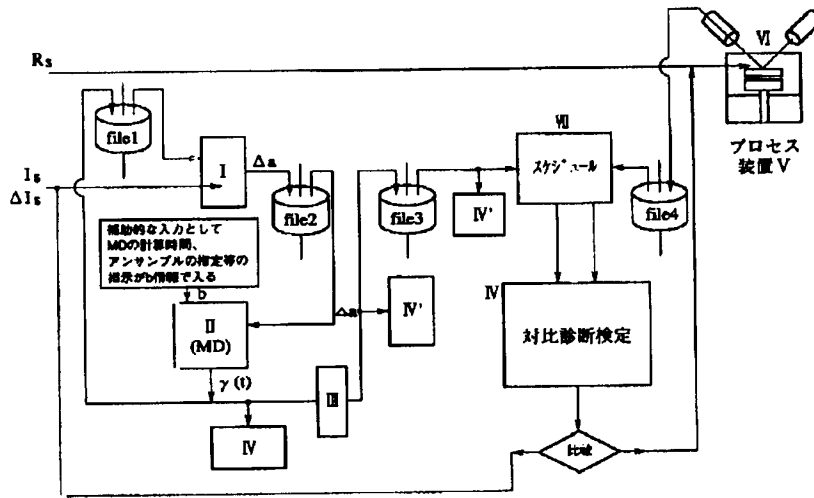 Rs
file1
Ⅵ
プロセス
装置Ⅴ
Ⅰ
Δa
Is
ΔIs
file2
file3
Ⅶ
スケジュール
Ⅳ'
file4
補助的な入力として
MDの計算時間、
アンサンブルの指定等の
指示がb情報で入る
b
Ⅱ
(MD)
Δa
Ⅳ'
Ⅳ
対比診断検定
γ(t)
Ⅲ
Ⅳ
比較